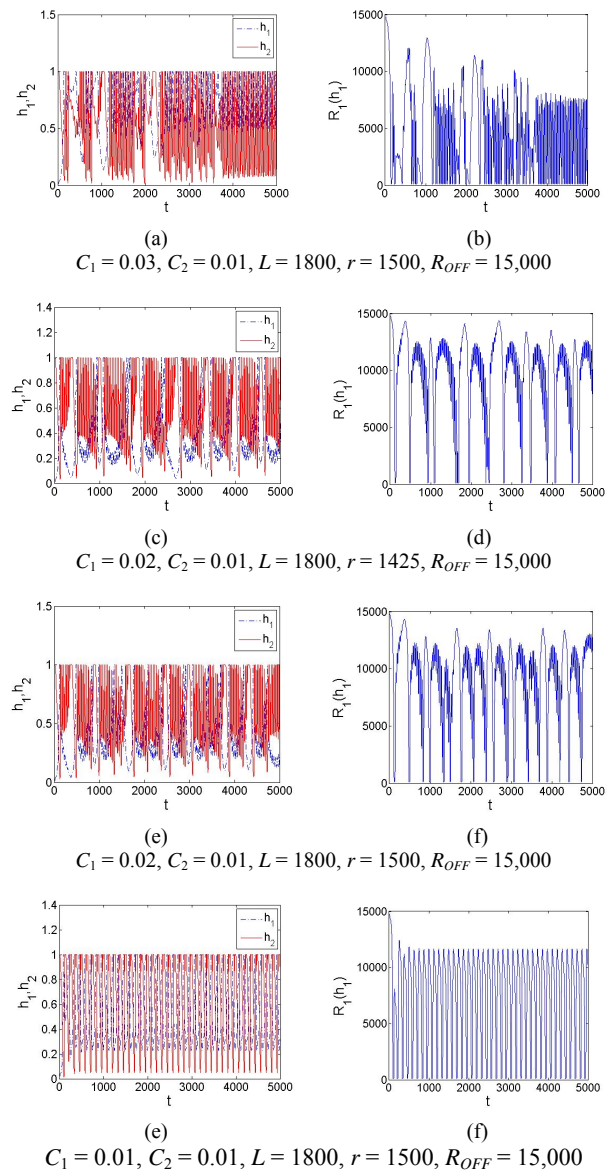 1.5
1
0.5
0
h1,h2
h1
h2
0 1000 2000 3000 4000 5000
t
15000
10000
5000
0
R1(h1)
0 1000 2000 3000 4000 5000
t
(a) (b)
C1 = 0.03, C2 = 0.01, L = 1800, r = 1500, ROFF = 15,000
1.4
1.2
1
0.8
0.6
0.4
0.2
0
h1,h2
h1
h2
0 1000 2000 3000 4000 5000
t
15000
10000
5000
0
R1(h1)
0 1000 2000 3000 4000 5000
t
(c) (d)
C1 = 0.02, C2 = 0.01, L = 1800, r = 1425, ROFF = 15,000
1.5
1
0.5
0
h1,h2
h1
h2
0 1000 2000 3000 4000 5000
t
15000
10000
5000
0
R1(h1)
0 1000 2000 3000 4000 5000
t
(e) (f)
C1 = 0.02, C2 = 0.01, L = 1800, r = 1500, ROFF = 15,000
1.4
1.2
1
0.8
0.6
0.4
0.2
0
h1,h2
h1
h2
0 1000 2000 3000 4000 5000
t
15000
10000
5000
0
R1(h1)
0 1000 2000 3000 4000 5000
t
(e) (f)
C1 = 0.01, C2 = 0.01, L = 1800, r = 1500, ROFF = 15,000